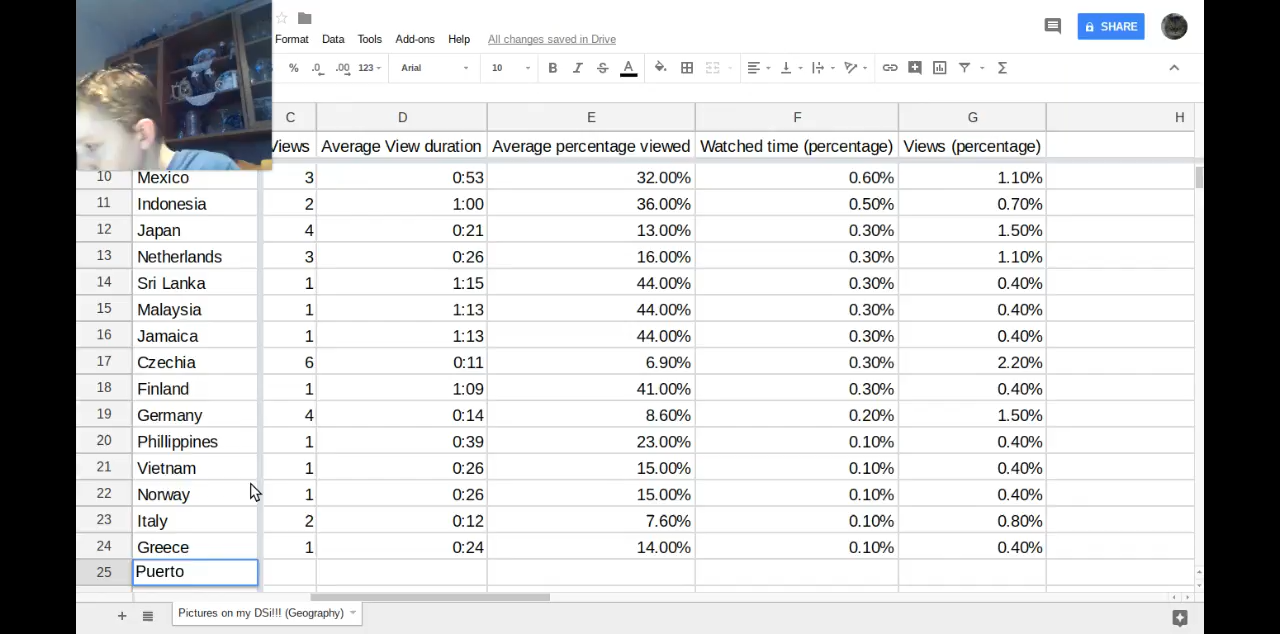 Format Data Tools Help All changes saved in Drive SHARE
% .0 .00 123 Arial 10 B I S A Σ
C D E F G H
Views Average View duration Average percentage viewed Watched time (percentage) Views (percentage)
10 Mexico 3 0:53 32.00% 0.60% 1.10%
11 Indonesia 2 1:00 36.00% 0.50% 0.70%
12 Japan 4 0:21 13.00% 0.30% 1.50%
13 Netherlands 3 0:26 16.00% 0.30% 1.10%
14 Sri Lanka 1 1:15 44.00% 0.30% 0.40%
15 Malaysia 1 1:13 44.00% 0.30% 0.40%
16 Jamaica 1 1:13 44.00% 0.30% 0.40%
17 Czechia 6 0:11 6.90% 0.30% 2.20%
18 Finland 1 1:09 41.00% 0.30% 0.40%
19 Germany 4 0:14 8.60% 0.20% 1.50%
20 Phillippines 1 0:39 23.00% 0.10% 0.40%
21 Vietnam 1 0:26 15.00% 0.10% 0.40%
22 Norway 1 0:26 15.00% 0.10% 0.40%
23 Italy 2 0:12 7.60% 0.10% 0.80%
24 Greece 1 0:24 14.00% 0.10% 0.40%
25 Puerto
+ Pictures on my DSi!!! (Geography)